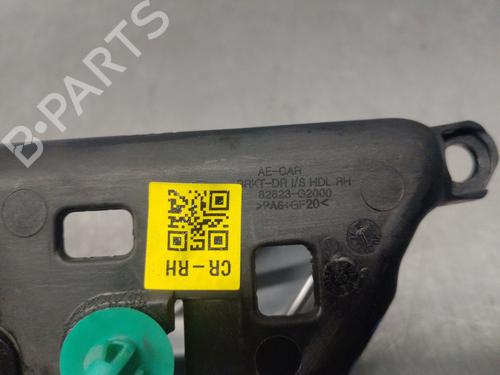 B-PARTS
AE-CAR
BRKT-DR I/S HDL.RH
82623-G2000
>PA6+GF20<
CR-RH